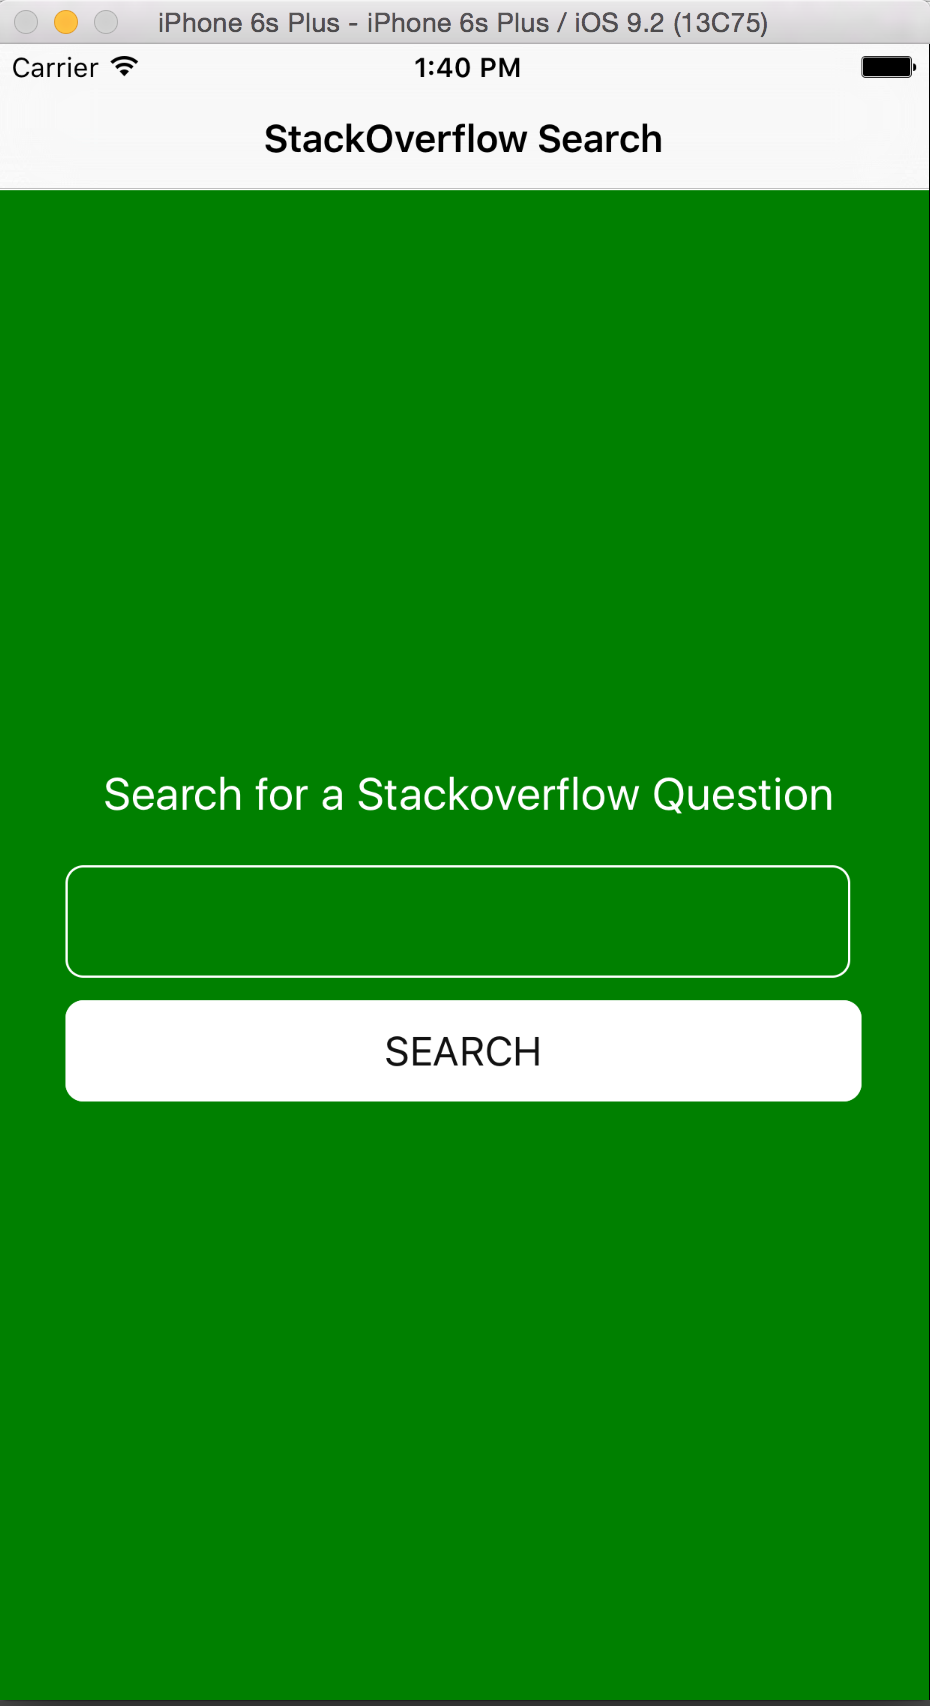 iPhone 6s Plus - iPhone 6s Plus / iOS 9.2 (13C75)
Carrier 1:40 PM
StackOverflow Search
Search for a Stackoverflow Question
SEARCH